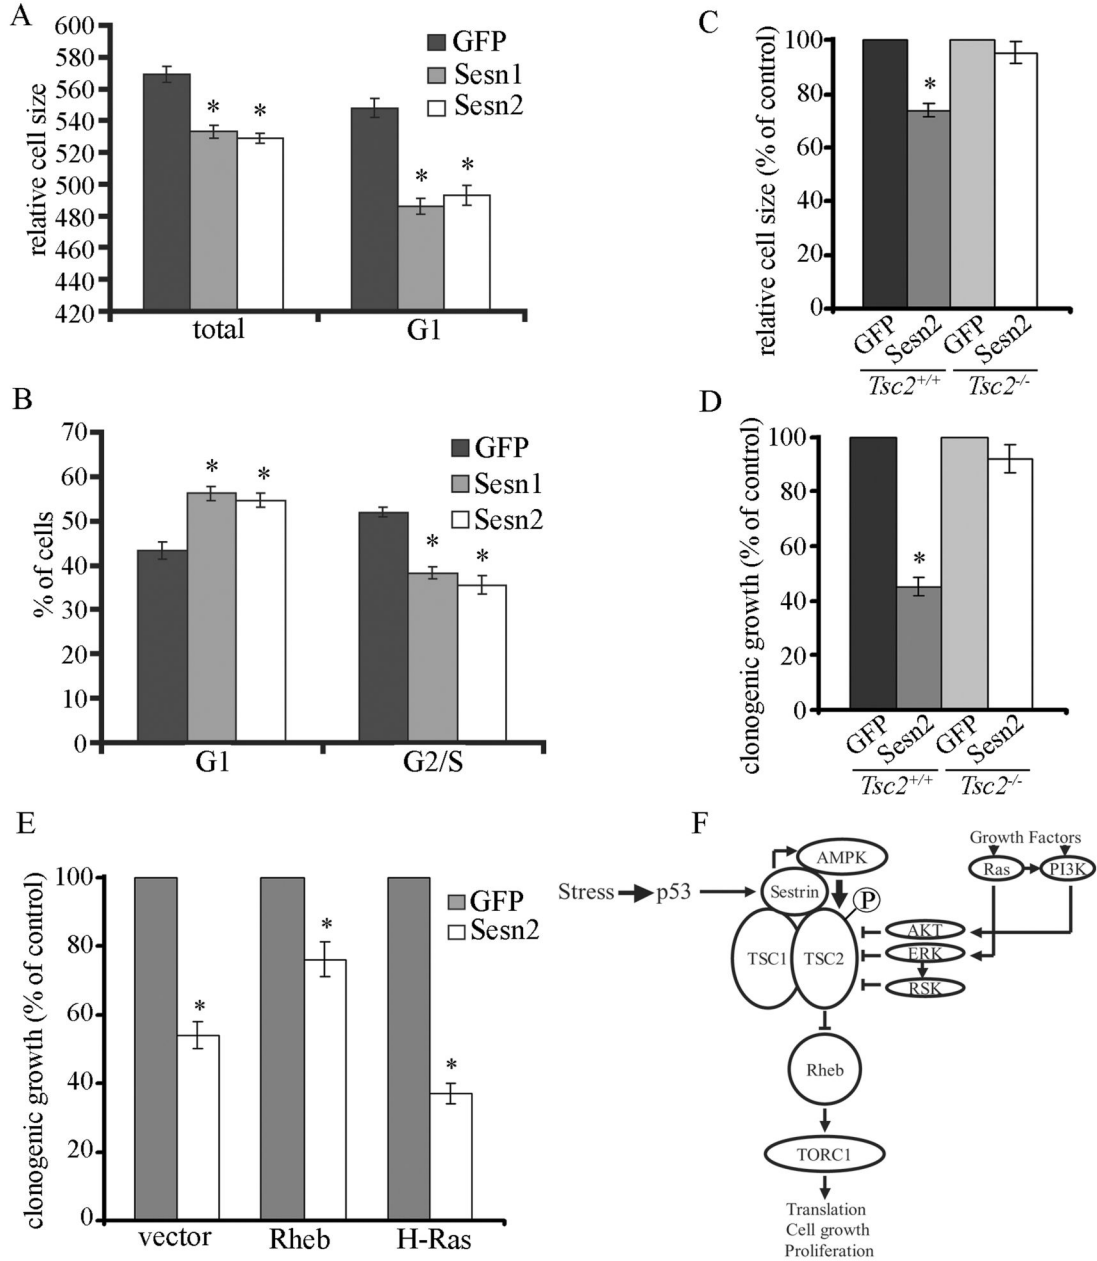 A
relative cell size
600
580
560
540
520
500
480
460
440
420
GFP
Sesn1
Sesn2
* *
* *
total G1
B
% of cells
70
60
50
40
30
20
10
0
GFP
Sesn1
Sesn2
* *
* *
G1 G2/S
C
relative cell size (% of control)
100
80
60
40
20
0
*
GFP Sesn2 GFP Sesn2
Tsc2+/+ Tsc2-/-
D
clonogenic growth (% of control)
100
80
60
40
20
0
*
GFP Sesn2 GFP Sesn2
Tsc2+/+ Tsc2-/-
E
clonogenic growth (% of control)
100
80
60
40
20
0
GFP
Sesn2
*
*
*
vector Rheb H-Ras
F
Growth Factors
AMPK
Ras PI3K
Stress p53 Sestrin
P
AKT
TSC1 TSC2 ERK
RSK
Rheb
TORC1
Translation
Cell growth
Proliferation